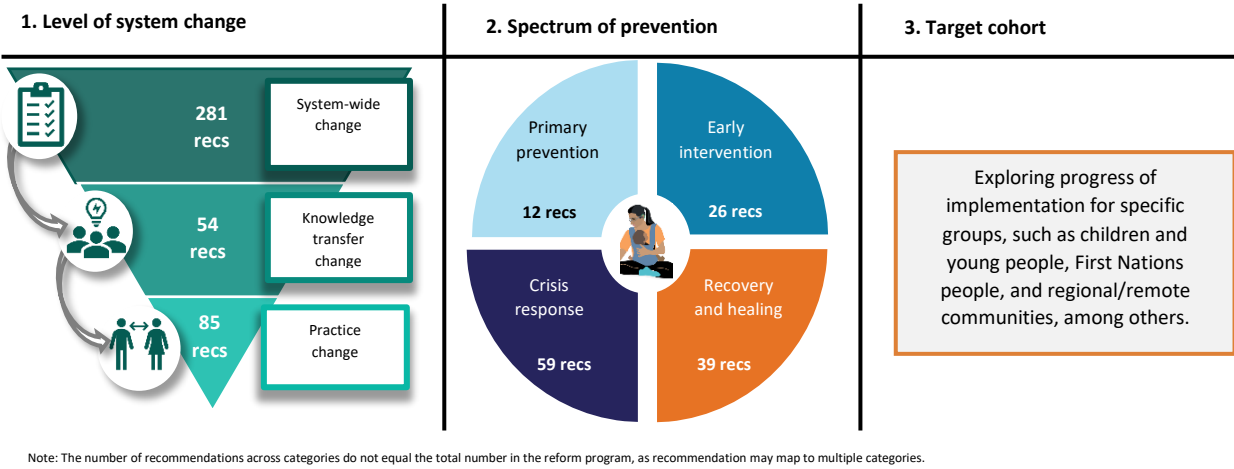 1. Level of system change
2. Spectrum of prevention
3. Target cohort
281
recs
System-wide
change
54
recs
Knowledge
transfer
change
85
recs
Practice
change
Primary
prevention
12 recs
Early
intervention
26 recs
Crisis
response
59 recs
Recovery
and healing
39 recs
Exploring progress of
implementation for specific
groups, such as children and
young people, First Nations
people, and regional/remote
communities, among others.
Note: The number of recommendations across categories do not equal the total number in the reform program, as recommendation may map to multiple categories.